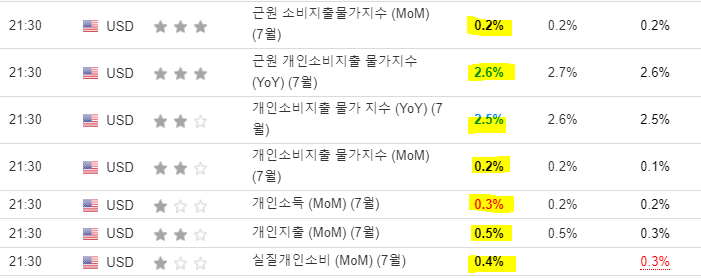 근원 소비지출물가지수 (MoM)
21:30 USD 0.2% 0.2% 0.2%
(7월)
근원 개인소비지출 물가지수
21:30 USD 2.6% 2.7% 2.6%
(YoY) (7월)
개인소비지출 물가 지수 (YoY) (7
21:30 USD 2.5% 2.6% 2.5%
월)
개인소비지출 물가지수 (MoM)
21:30 USD 0.2% 0.2% 0.1%
(7월)
21:30 USD 개인소득 (MoM) (7월) 0.3% 0.2% 0.2%
21:30 USD 개인지출 (MoM) (7월) 0.5% 0.5% 0.3%
21:30 USD 실질개인소비 (MoM) (7월) 0.4% 0.3%